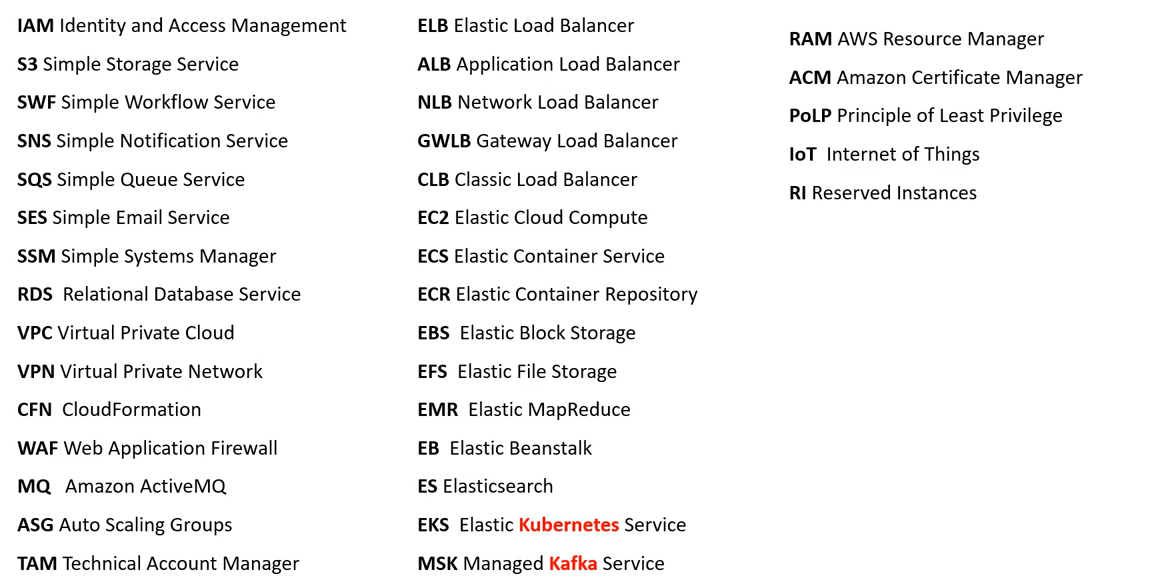 IAM Identity and Access Management
S3 Simple Storage Service
SWF Simple Workflow Service
SNS Simple Notification Service
SQS Simple Queue Service
SES Simple Email Service
SSM Simple Systems Manager
RDS Relational Database Service
VPC Virtual Private Cloud
VPN Virtual Private Network
CFN CloudFormation
WAF Web Application Firewall
MQ Amazon ActiveMQ
ASG Auto Scaling Groups
TAM Technical Account Manager
ELB Elastic Load Balancer
ALB Application Load Balancer
NLB Network Load Balancer
GWLB Gateway Load Balancer
CLB Classic Load Balancer
EC2 Elastic Cloud Compute
ECS Elastic Container Service
ECR Elastic Container Repository
EBS Elastic Block Storage
EFS Elastic File Storage
EMR Elastic MapReduce
EB Elastic Beanstalk
ES Elasticsearch
EKS Elastic Kubernetes Service
MSK Managed Kafka Service
RAM AWS Resource Manager
ACM Amazon Certificate Manager
PoLP Principle of Least Privilege
IoT Internet of Things
RI Reserved Instances